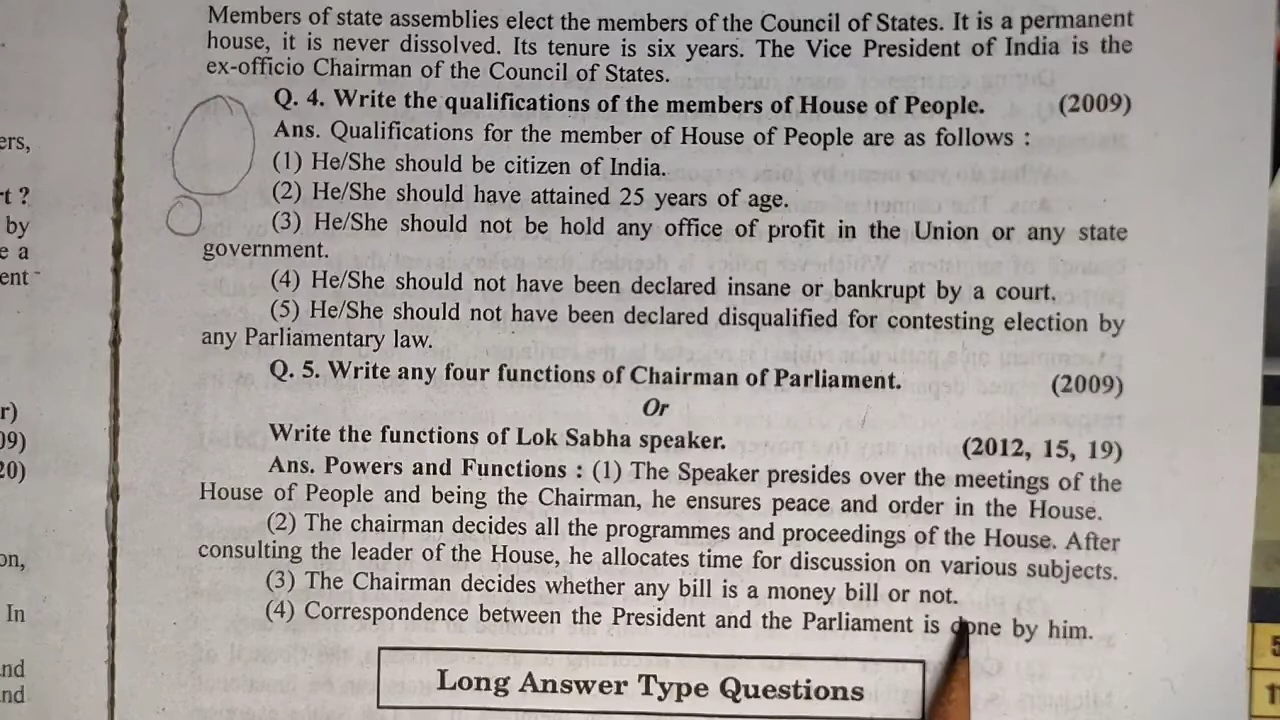 Members of state assemblies elect the members of the Council of States. It is a permanent
house, it is never dissolved. Its tenure is six years. The Vice President of India is the
ex-officio Chairman of the Council of States.
Q. 4. Write the qualifications of the members of House of People. (2009)
Ans. Qualifications for the member of House of People are as follows :
(1) He/She should be citizen of India.
(2) He/She should have attained 25 years of age.
(3) He/She should not be hold any office of profit in the Union or any state
government.
(4) He/She should not have been declared insane or bankrupt by a court.
(5) He/She should not have been declared disqualified for contesting election by
any Parliamentary law.
Q. 5. Write any four functions of Chairman of Parliament. (2009)
Or
Write the functions of Lok Sabha speaker. (2012, 15, 19)
Ans. Powers and Functions : (1) The Speaker presides over the meetings of the
House of People and being the Chairman, he ensures peace and order in the House.
(2) The chairman decides all the programmes and proceedings of the House. After
consulting the leader of the House, he allocates time for discussion on various subjects.
(3) The Chairman decides whether any bill is a money bill or not.
(4) Correspondence between the President and the Parliament is done by him.
Long Answer Type Questions